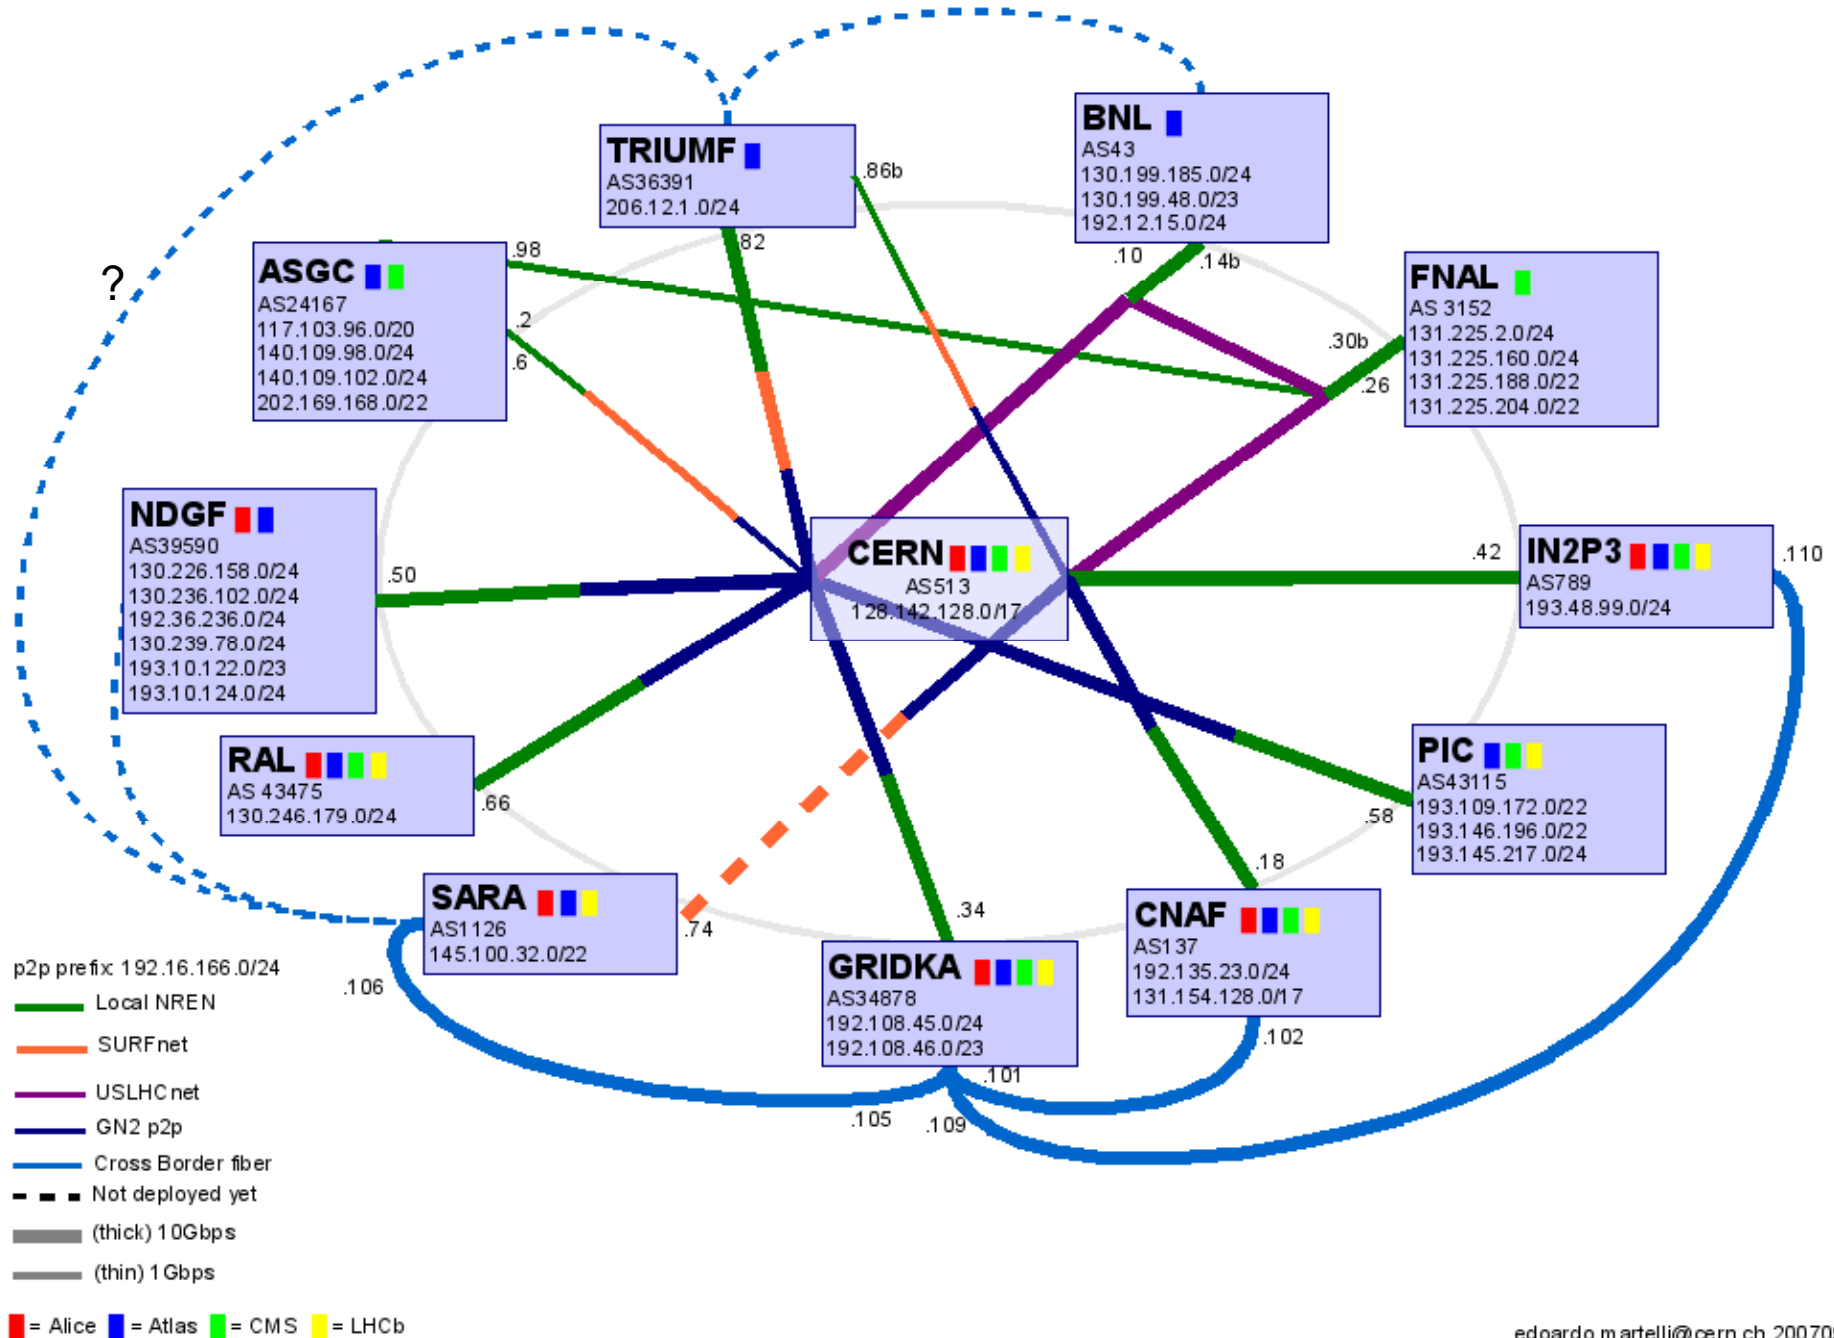 TRIUMF
AS36391
206.12.1.0/24
.86b
.82
BNL
AS43
130.199.185.0/24
130.199.48.0/23
192.12.15.0/24
.10
.14b
ASGC
AS24167
117.103.96.0/20
140.109.98.0/24
140.109.102.0/24
202.169.168.0/22
.98
.2
.6
?
FNAL
AS 3152
131.225.2.0/24
131.225.160.0/24
131.225.188.0/22
131.225.204.0/22
.30b
.26
NDGF
AS39590
130.226.158.0/24
130.236.102.0/24
192.36.236.0/24
130.239.78.0/24
193.10.122.0/23
193.10.124.0/24
.50
CERN
AS513
128.142.128.0/17
IN2P3
AS789
193.48.99.0/24
.42
.110
RAL
AS 43475
130.246.179.0/24
.66
PIC
AS43115
193.109.172.0/22
193.146.196.0/22
193.145.217.0/24
.58
SARA
AS1126
145.100.32.0/22
.74
.106
GRIDKA
AS34878
192.108.45.0/24
192.108.46.0/23
.34
.101
.105
.109
CNAF
AS137
192.135.23.0/24
131.154.128.0/17
.18
.102
p2p prefix: 192.16.166.0/24
Local NREN
SURFnet
USLHCnet
GN2 p2p
Cross Border fiber
Not deployed yet
(thick) 10Gbps
(thin) 1Gbps
= Alice = Atlas = CMS = LHCb
edoardo.martelli@cern.ch